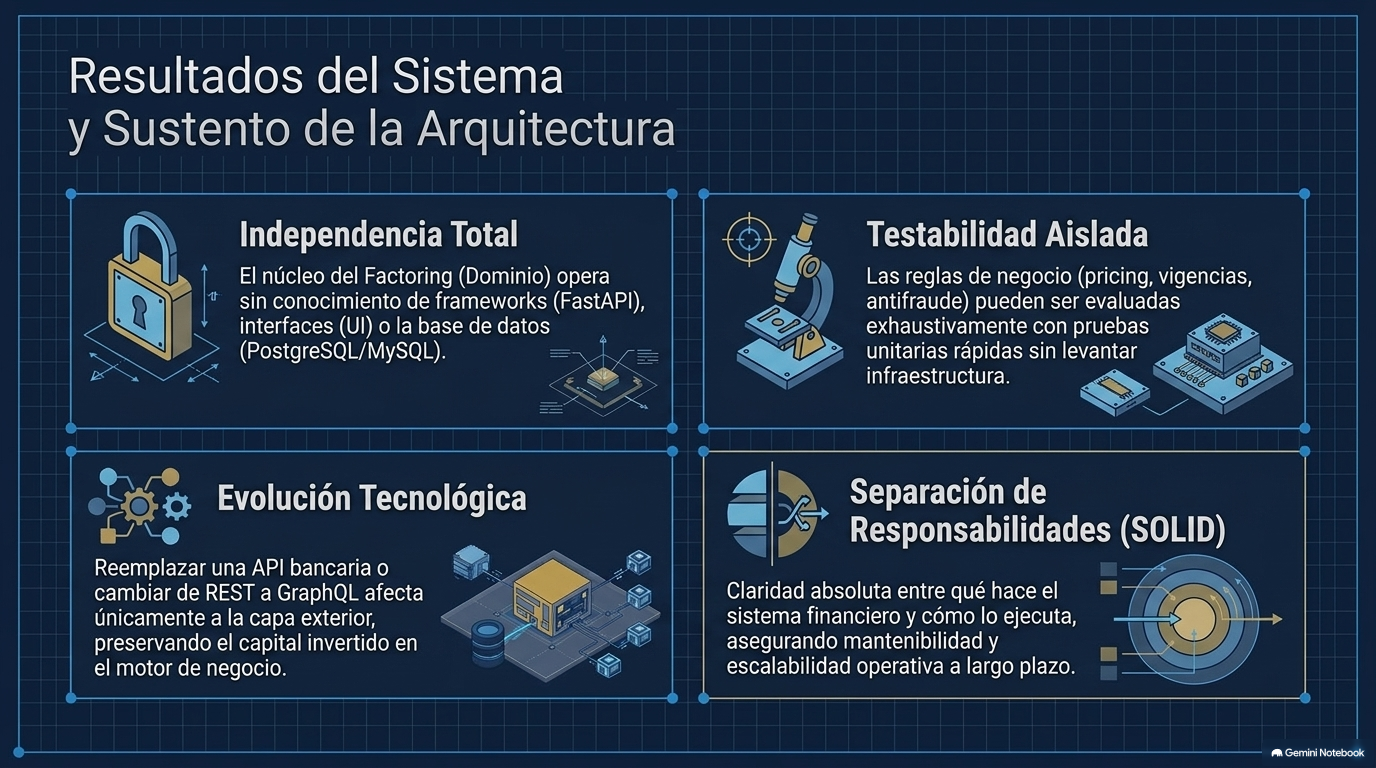 Resultados del Sistema
y Sustento de la Arquitectura
Independencia Total
El núcleo del Factoring (Dominio) opera
sin conocimiento de frameworks (FastAPI),
interfaces (UI) o la base de datos
(PostgreSQL/MySQL).
Testabilidad Aislada
Las reglas de negocio (pricing, vigencias,
antifraude) pueden ser evaluadas
exhaustivamente con pruebas
unitarias rápidas sin levantar
infraestructura.
Evolución Tecnológica
Reemplazar una API bancaria o
cambiar de REST a GraphQL afecta
únicamente a la capa exterior,
preservando el capital invertido en
el motor de negocio.
Separación de
Responsabilidades (SOLID)
Claridad absoluta entre qué hace el
sistema financiero y cómo lo ejecuta,
asegurando mantenibilidad y
escalabilidad operativa a largo plazo.
Gemini Notebook